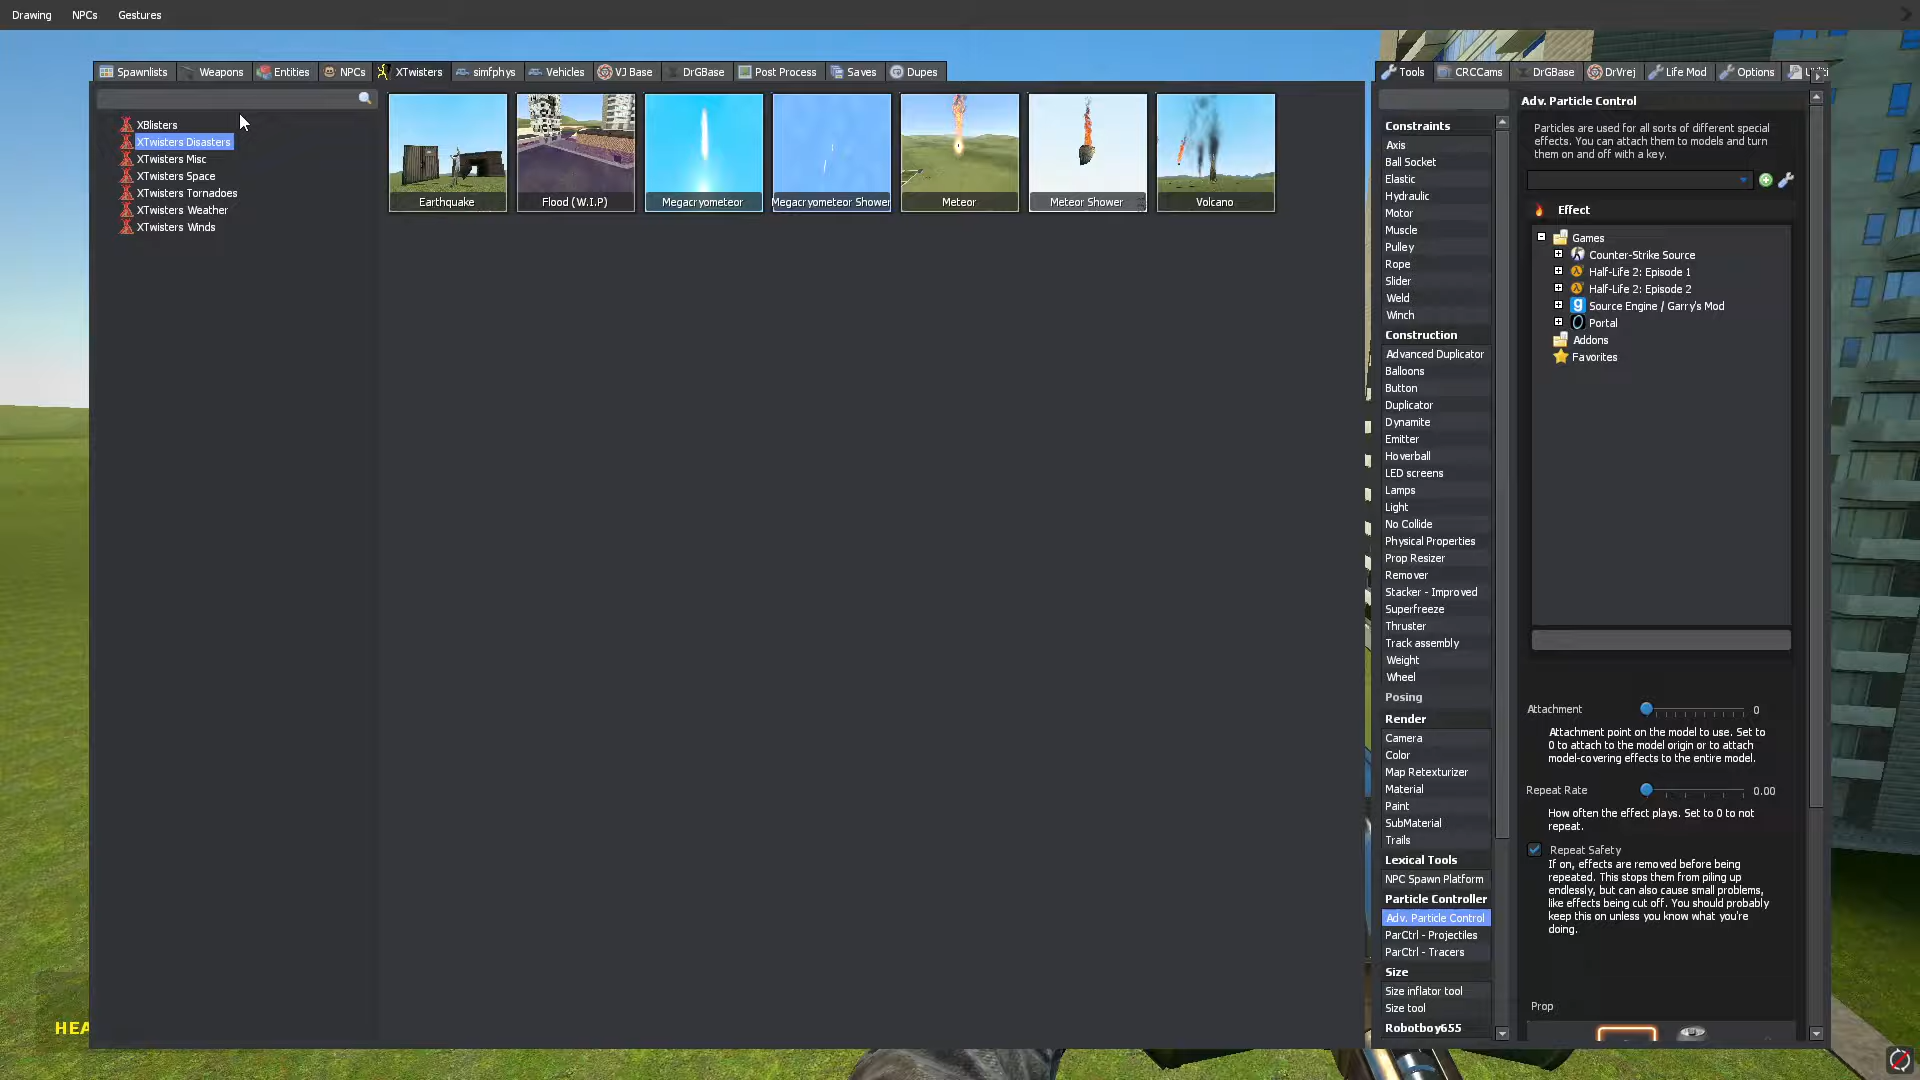 Drawing NPCs Gestures
Spawnlists Weapons Entities NPCs XTwisters simfphys Vehicles VJ Base DrGBase Post Process Saves Dupes
XBlisters
XTwisters Disasters
XTwisters Misc
XTwisters Space
XTwisters Tornadoes
XTwisters Weather
XTwisters Winds
Earthquake Flood (W.I.P) Megacryometeor Megacryometeor Shower Meteor Meteor Shower Volcano
HEA
Tools CRCCams DrGBase DrVrej Life Mod Options
Constraints
Axis
Ball Socket
Elastic
Hydraulic
Motor
Muscle
Pulley
Rope
Slider
Weld
Winch
Construction
Advanced Duplicator
Balloons
Button
Duplicator
Dynamite
Emitter
Hoverball
LED screens
Lamps
Light
No Collide
Physical Properties
Prop Resizer
Remover
Stacker - Improved
Superfreeze
Thruster
Track assembly
Weight
Wheel
Posing
Render
Camera
Color
Map Retexturizer
Material
Paint
SubMaterial
Trails
Lexical Tools
NPC Spawn Platform
Particle Controller
Adv. Particle Control
ParCtrl - Projectiles
ParCtrl - Tracers
Size
Size inflator tool
Size tool
Robotboy655
Adv. Particle Control
Particles are used for all sorts of different special
effects. You can attach them to models and turn
them on and off with a key.
Effect
Games
Counter-Strike Source
Half-Life 2: Episode 1
Half-Life 2: Episode 2
Source Engine / Garry's Mod
Portal
Addons
Favorites
Attachment 0
Attachment point on the model to use. Set to
0 to attach to the model origin or to attach
model-covering effects to the entire model.
Repeat Rate 0.00
How often the effect plays. Set to 0 to not
repeat.
Repeat Safety
If on, effects are removed before being
repeated. This stops them from piling up
endlessly, but can also cause small problems,
like effects being cut off. You should probably
keep this on unless you know what you're
doing.
Prop